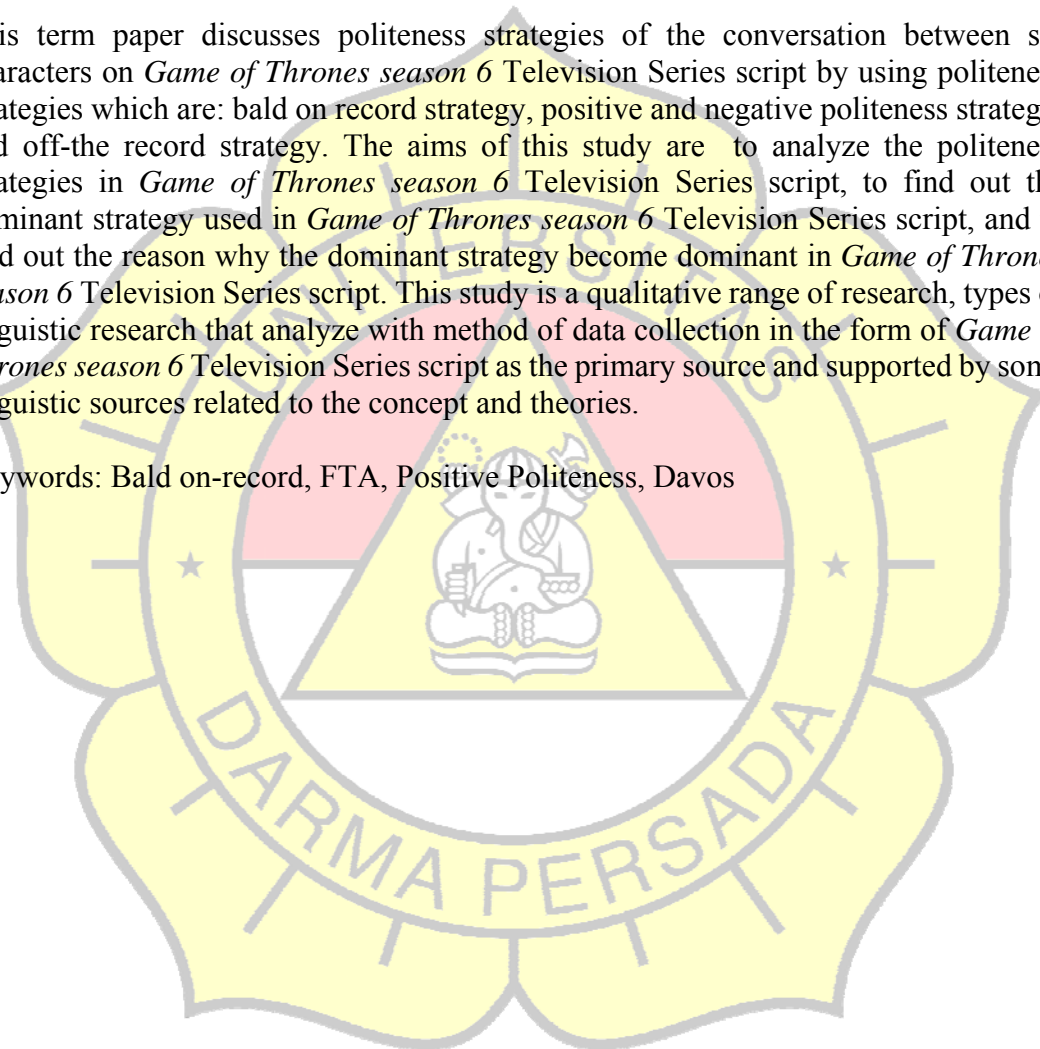 is term paper discusses politeness strategies of the conversation between s
aracters on Game of Thrones season 6 Television Series script by using politene
ategies which are: bald on record strategy, positive and negative politeness strateg
d off-the record strategy. The aims of this study are to analyze the politene
ategies in Game of Thrones season 6 Television Series script, to find out th
minant strategy used in Game of Thrones season 6 Television Series script, and
d out the reason why the dominant strategy become dominant in Game of Thron
ason 6 Television Series script. This study is a qualitative range of research, types
guistic research that analyze with method of data collection in the form of Game
rones season 6 Television Series script as the primary source and supported by som
guistic sources related to the concept and theories.
ywords: Bald on-record, FTA, Positive Politeness, Davos
UNIVERSITAS
DARMA PERSADA